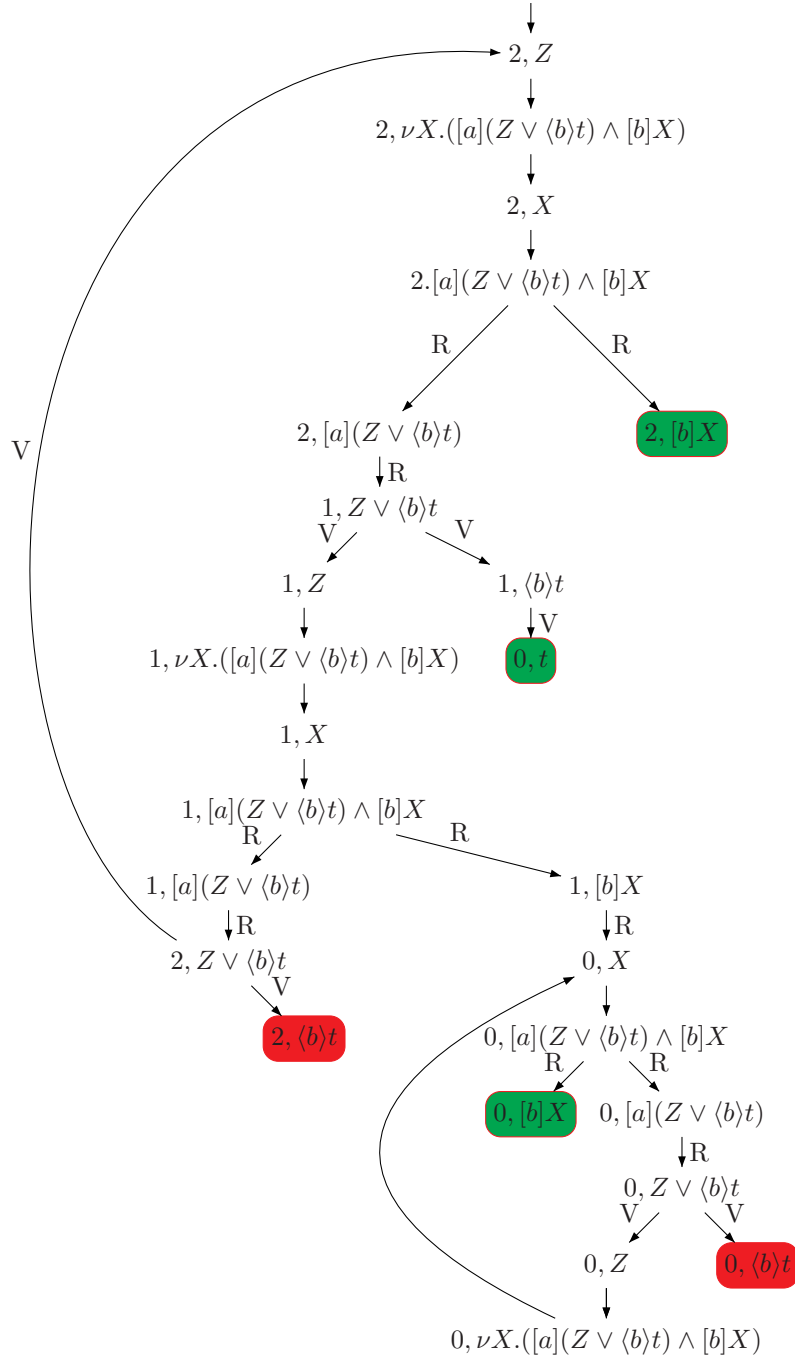 2, Z
2, νX.([a](Z ∨ ⟨b⟩t) ∧ [b]X)
2, X
2.[a](Z ∨ ⟨b⟩t) ∧ [b]X
R R
2, [a](Z ∨ ⟨b⟩t) 2, [b]X
V
R
1, Z ∨ ⟨b⟩t
V V
1, Z 1, ⟨b⟩t
V
1, νX.([a](Z ∨ ⟨b⟩t) ∧ [b]X) 0, t
1, X
1, [a](Z ∨ ⟨b⟩t) ∧ [b]X
R R
1, [a](Z ∨ ⟨b⟩t) 1, [b]X
R R
2, Z ∨ ⟨b⟩t 0, X
V
2, ⟨b⟩t 0, [a](Z ∨ ⟨b⟩t) ∧ [b]X
R R
0, [b]X 0, [a](Z ∨ ⟨b⟩t)
R
0, Z ∨ ⟨b⟩t
V V
0, Z 0, ⟨b⟩t
0, νX.([a](Z ∨ ⟨b⟩t) ∧ [b]X)